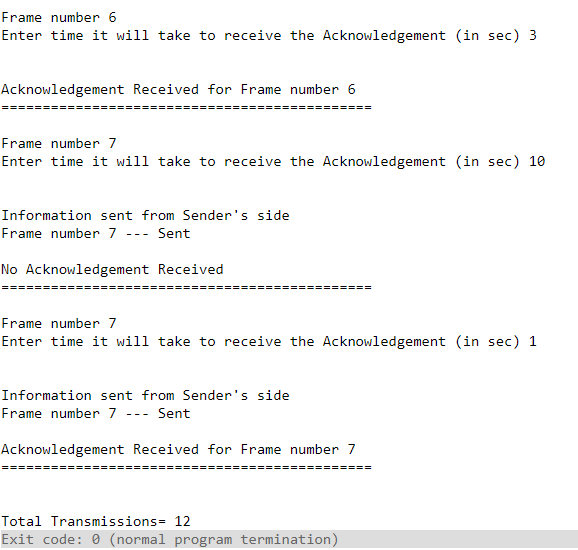 Frame number 6
Enter time it will take to receive the Acknowledgement (in sec) 3
Acknowledgement Received for Frame number 6
=============================================
Frame number 7
Enter time it will take to receive the Acknowledgement (in sec) 10
Information sent from Sender's side
Frame number 7 --- Sent
No Acknowledgement Received
=============================================
Frame number 7
Enter time it will take to receive the Acknowledgement (in sec) 1
Information sent from Sender's side
Frame number 7 --- Sent
Acknowledgement Received for Frame number 7
=============================================
Total Transmissions= 12
Exit code: 0 (normal program termination)